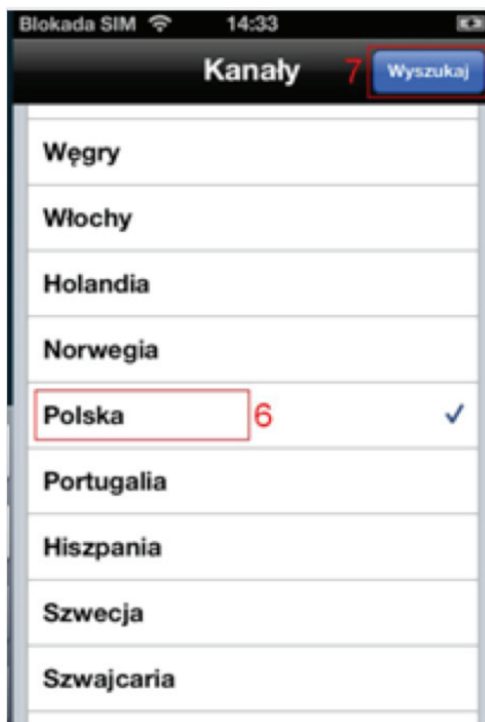 Blokada SIM 14:33
Kanały 7 Wyszukaj
Węgry
Włochy
Holandia
Norwegia
Polska 6
Portugalia
Hiszpania
Szwecja
Szwajcaria